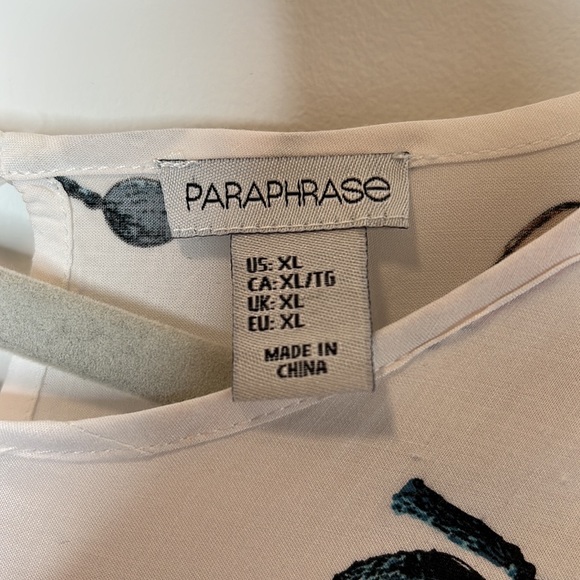 PARAPHRASe
US: XL
CA: XL/TG
UK: XL
EU: XL
MADE IN
CHINA